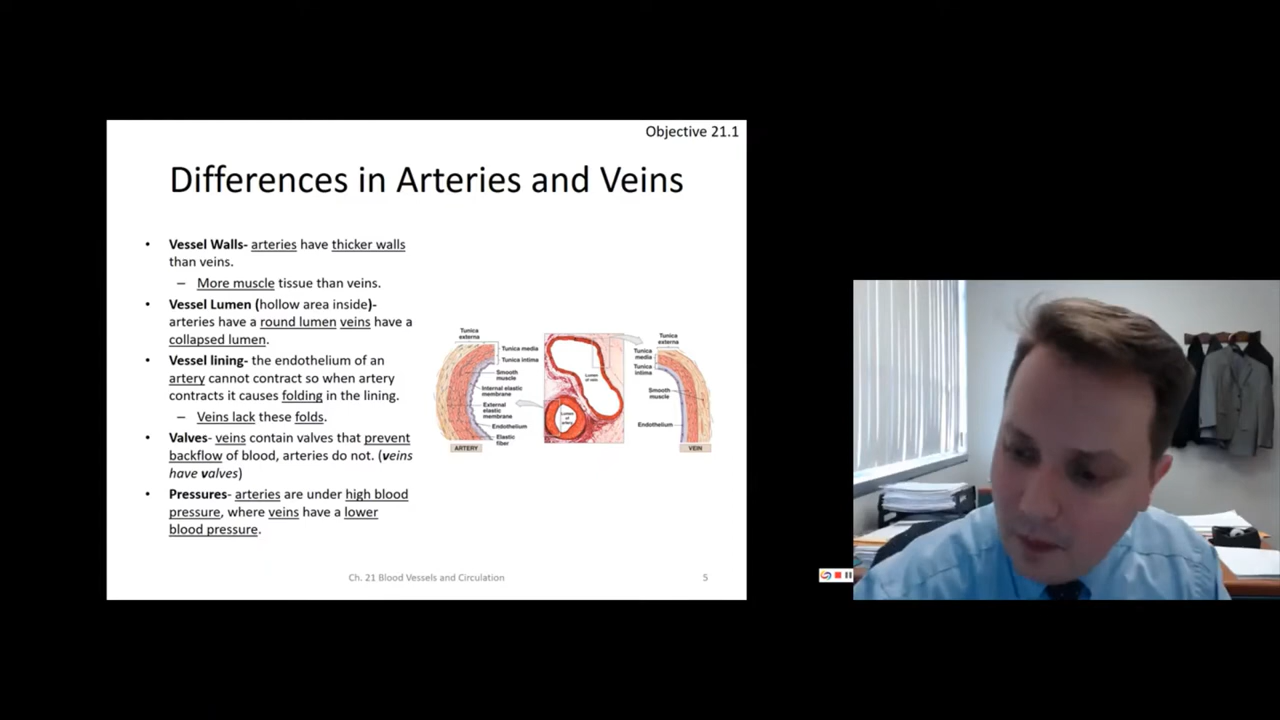 Objective 21.1
Differences in Arteries and Veins
• Vessel Walls- arteries have thicker walls
than veins.
– More muscle tissue than veins.
• Vessel Lumen (hollow area inside)-
arteries have a round lumen veins have a
collapsed lumen.
• Vessel lining- the endothelium of an
artery cannot contract so when artery
contracts it causes folding in the lining.
– Veins lack these folds.
• Valves- veins contain valves that prevent
backflow of blood, arteries do not. (veins
have valves)
• Pressures- arteries are under high blood
pressure, where veins have a lower
blood pressure.
Tunica
externa
Tunica media
Tunica intima
Smooth
muscle
Internal elastic
membrane
External
elastic
membrane
Endothelium
Elastic
fiber
ARTERY
Lumen
of vein
Lumen
of
artery
Tunica
externa
Tunica
media
Tunica
intima
Smooth
muscle
Endothelium
VEIN
Ch. 21 Blood Vessels and Circulation
5